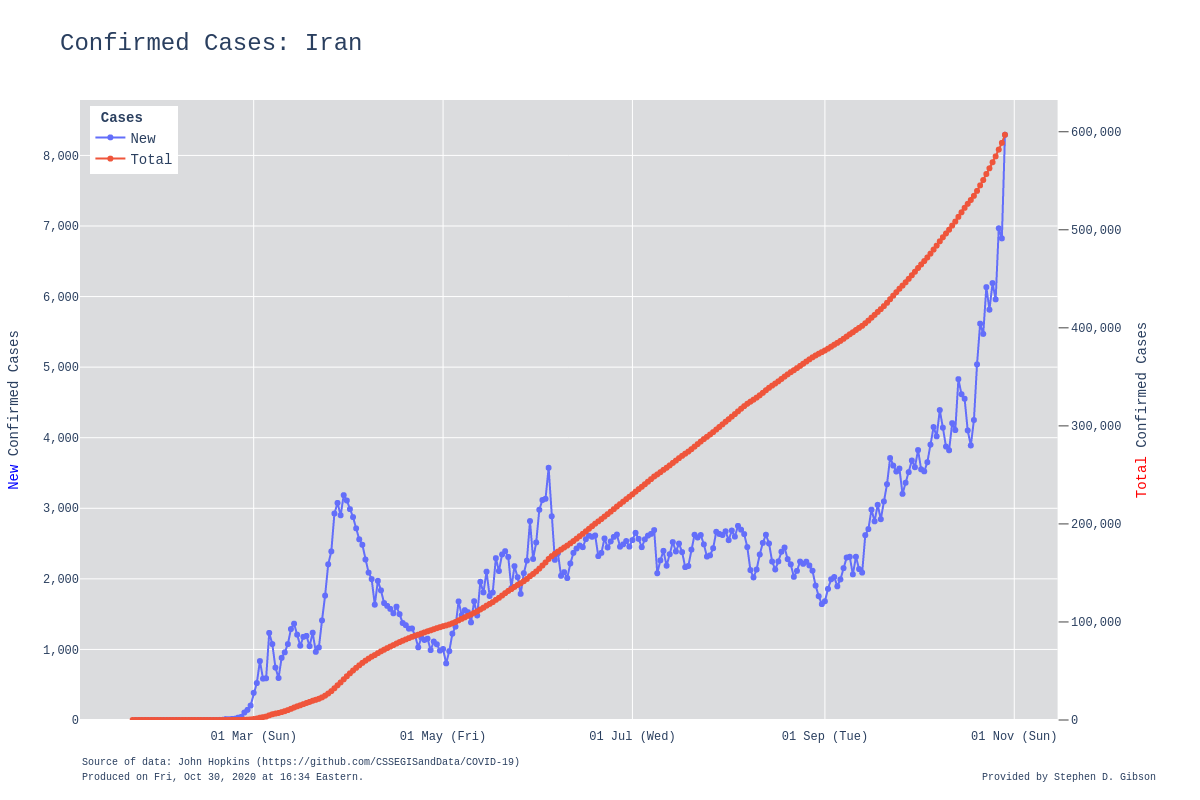 Confirmed Cases: Iran
Cases
New
Total
8,000
7,000
6,000
5,000
4,000
3,000
2,000
1,000
0
New Confirmed Cases
600,000
500,000
400,000
300,000
200,000
100,000
0
Total Confirmed Cases
01 Mar (Sun)
01 May (Fri)
01 Jul (Wed)
01 Sep (Tue)
01 Nov (Sun)
Source of data: John Hopkins (https://github.com/CSSEGISandData/COVID-19)
Produced on Fri, Oct 30, 2020 at 16:34 Eastern.
Provided by Stephen D. Gibson